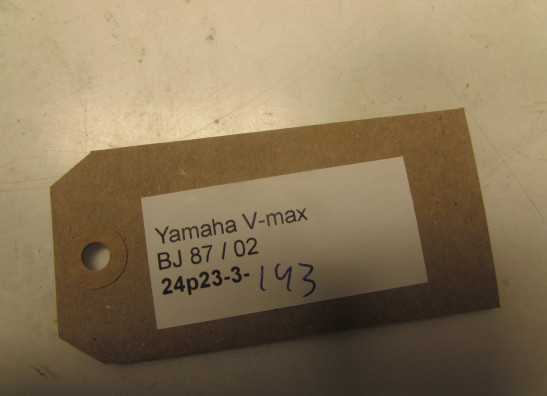 Yamaha V-max
BJ 87 / 02
24p23-3-143